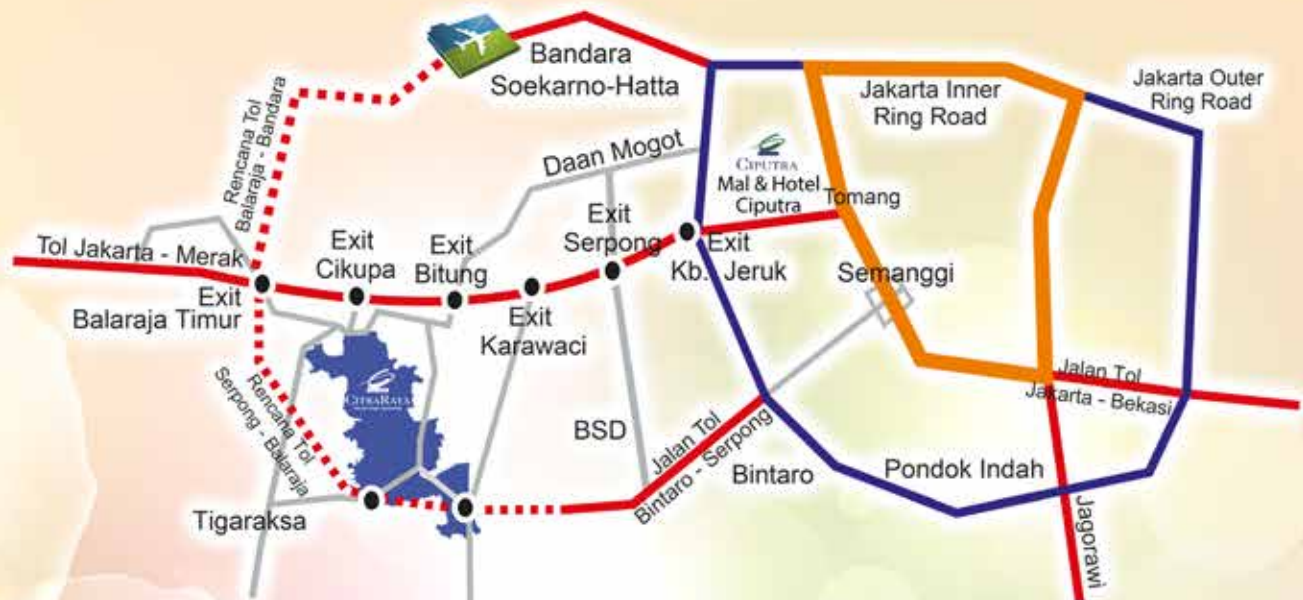 Bandara
Soekarno-Hatta
Jakarta Inner
Ring Road
Jakarta Outer
Ring Road
Rencana Tol
Balaraja - Bandara
Daan Mogot
CIPUTRA
Mal & Hotel
Ciputra
Tomang
Tol Jakarta - Merak
Exit
Cikupa
Exit
Bitung
Exit
Serpong
Exit
Kb. Jeruk
Semanggi
Exit
Balaraja Timur
Exit
Karawaci
CITRARAYA
Rencana Tol
Serpong - Balaraja
BSD
Jalan Tol
Bintaro - Serpong
Bintaro
Pondok Indah
Jalan Tol
Jakarta - Bekasi
Jagorawi
Tigaraksa